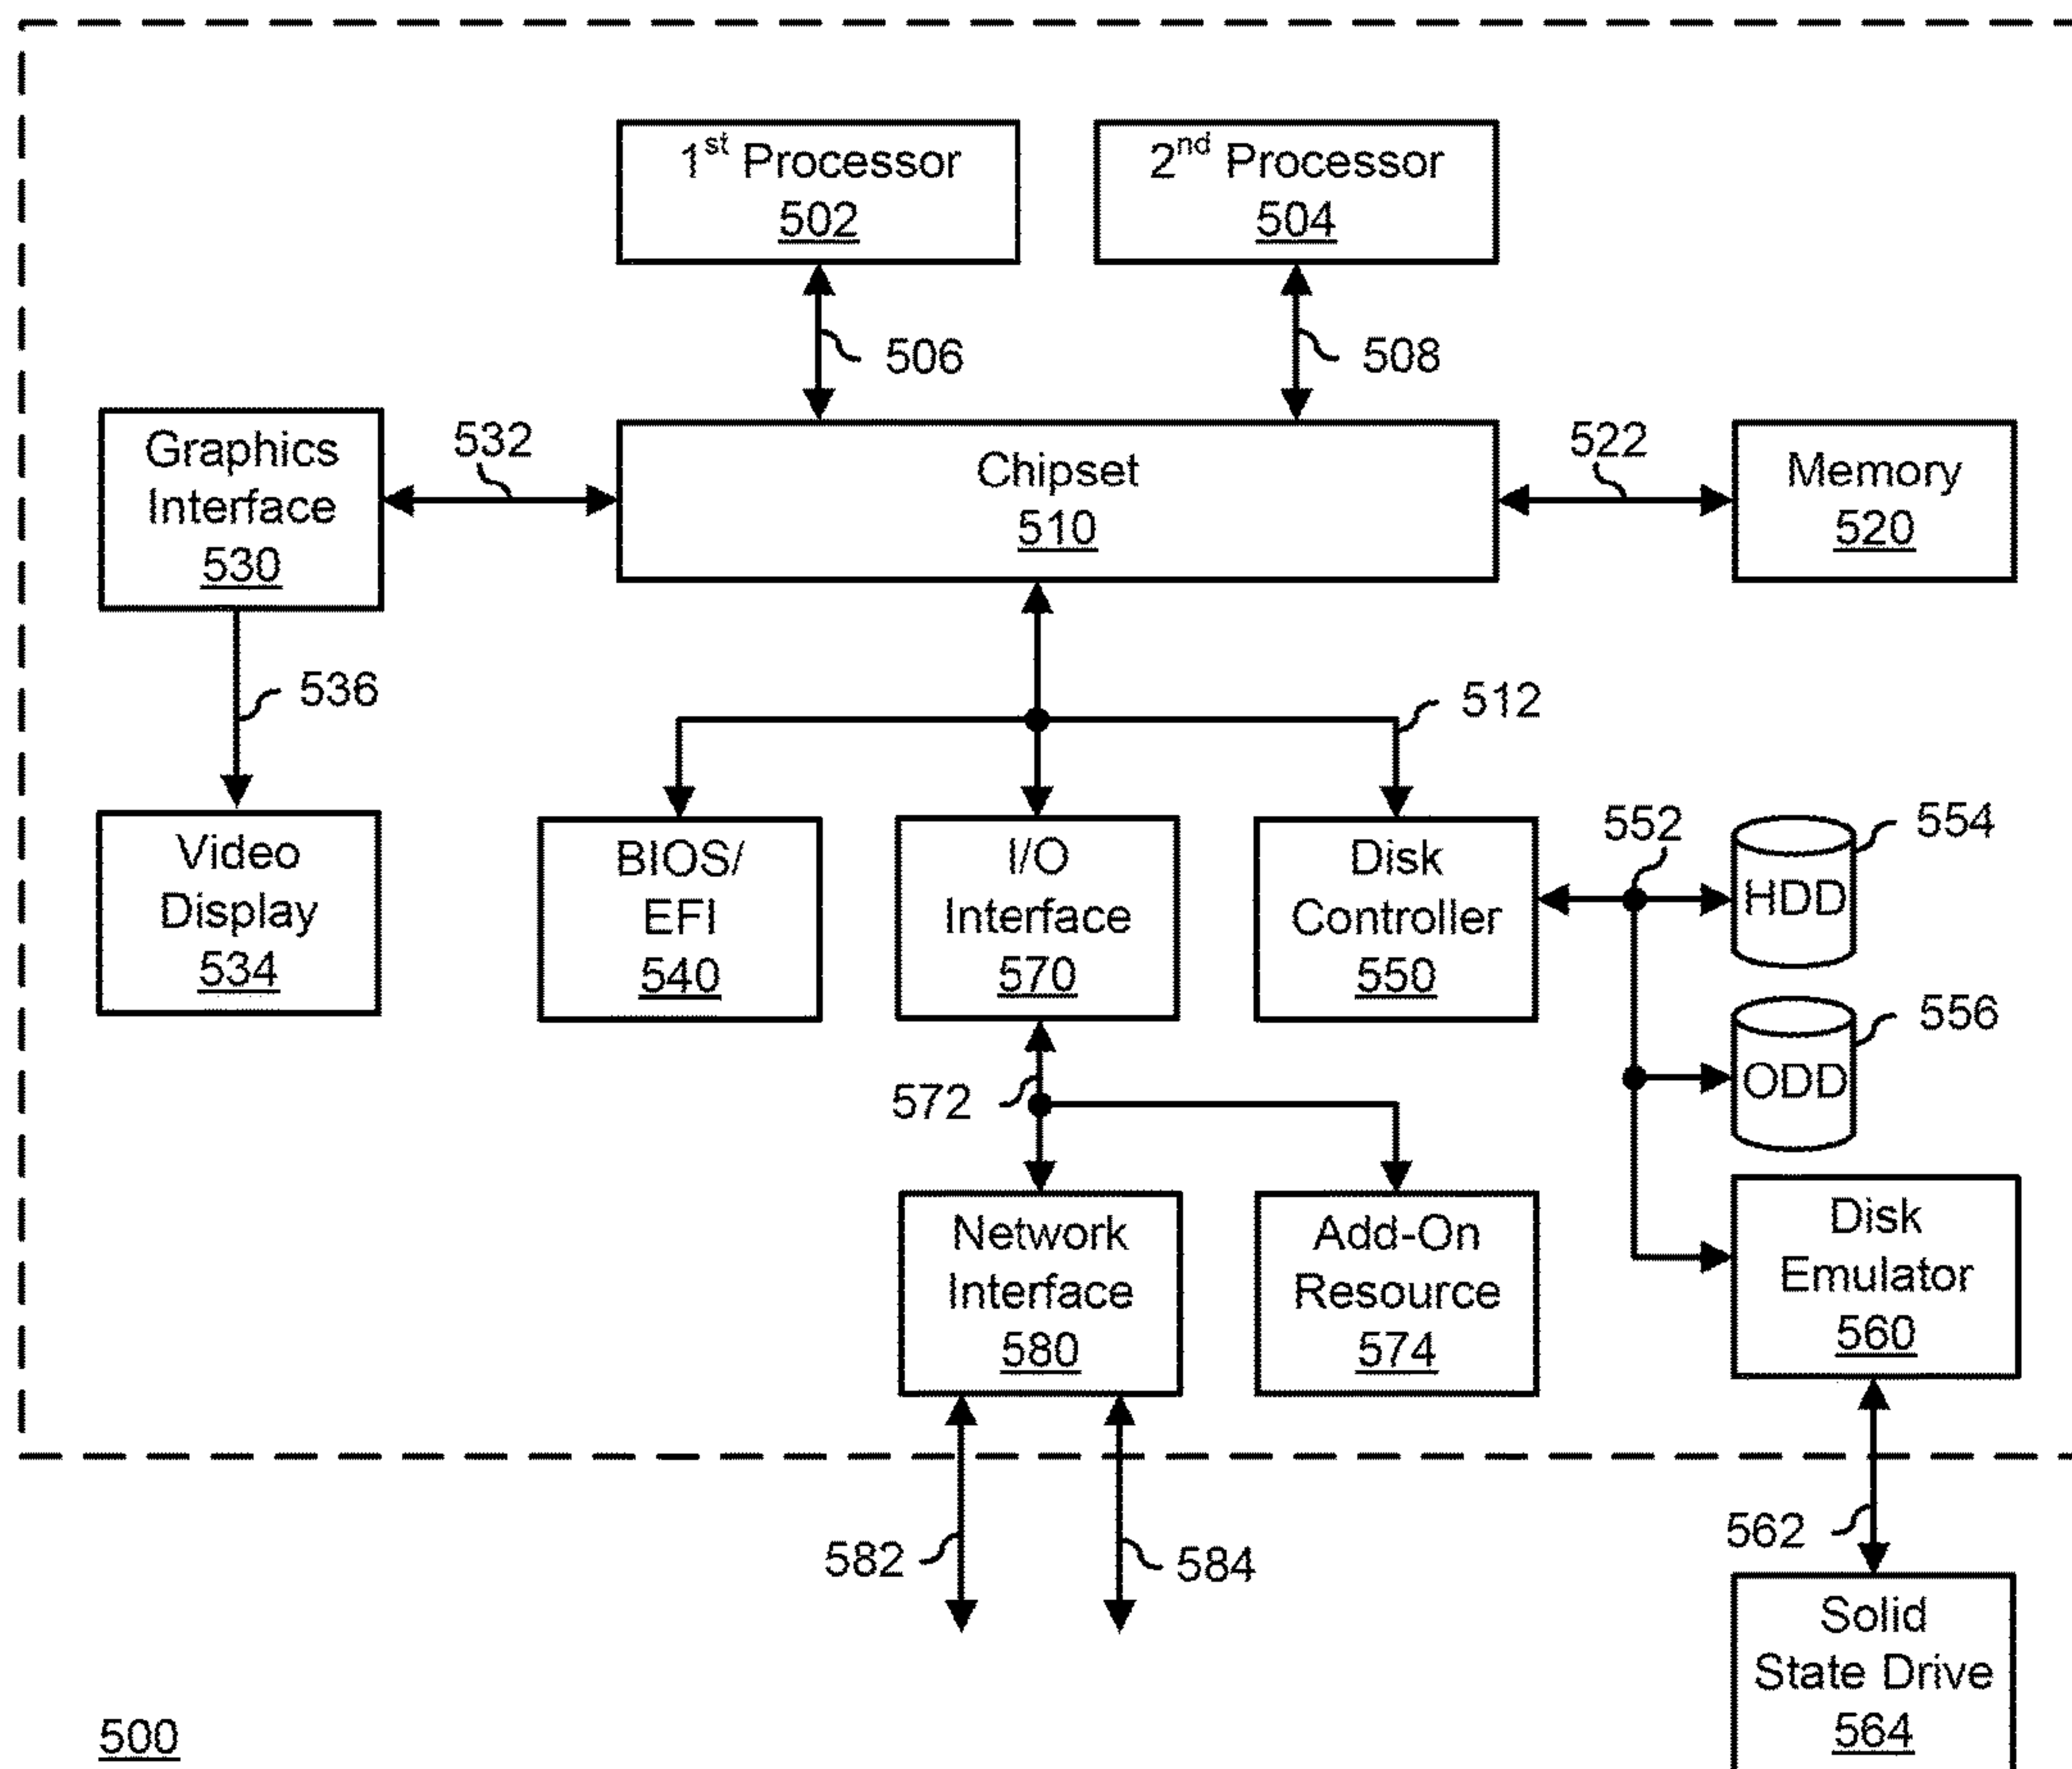 1st Processor
502
2nd Processor
504
506
508
Graphics
Interface
530
532
Chipset
510
522
Memory
520
536
512
Video
Display
534
BIOS/
EFI
540
I/O
Interface
570
Disk
Controller
550
552
HDD
554
ODD
556
572
Network
Interface
580
Add-On
Resource
574
Disk
Emulator
560
582
584
562
Solid
State Drive
564
500